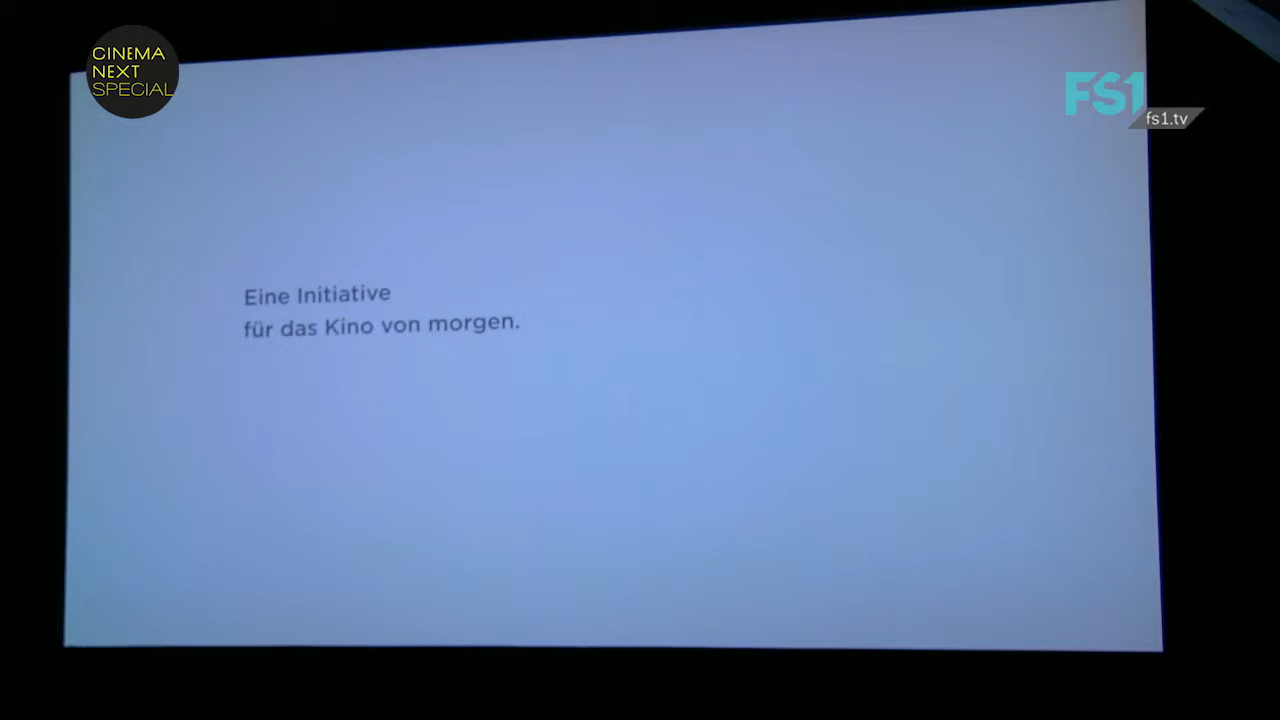 CINEMA
NEXT
SPECIAL
FS1
fs1.tv
Eine Initiative
für das Kino von morgen.